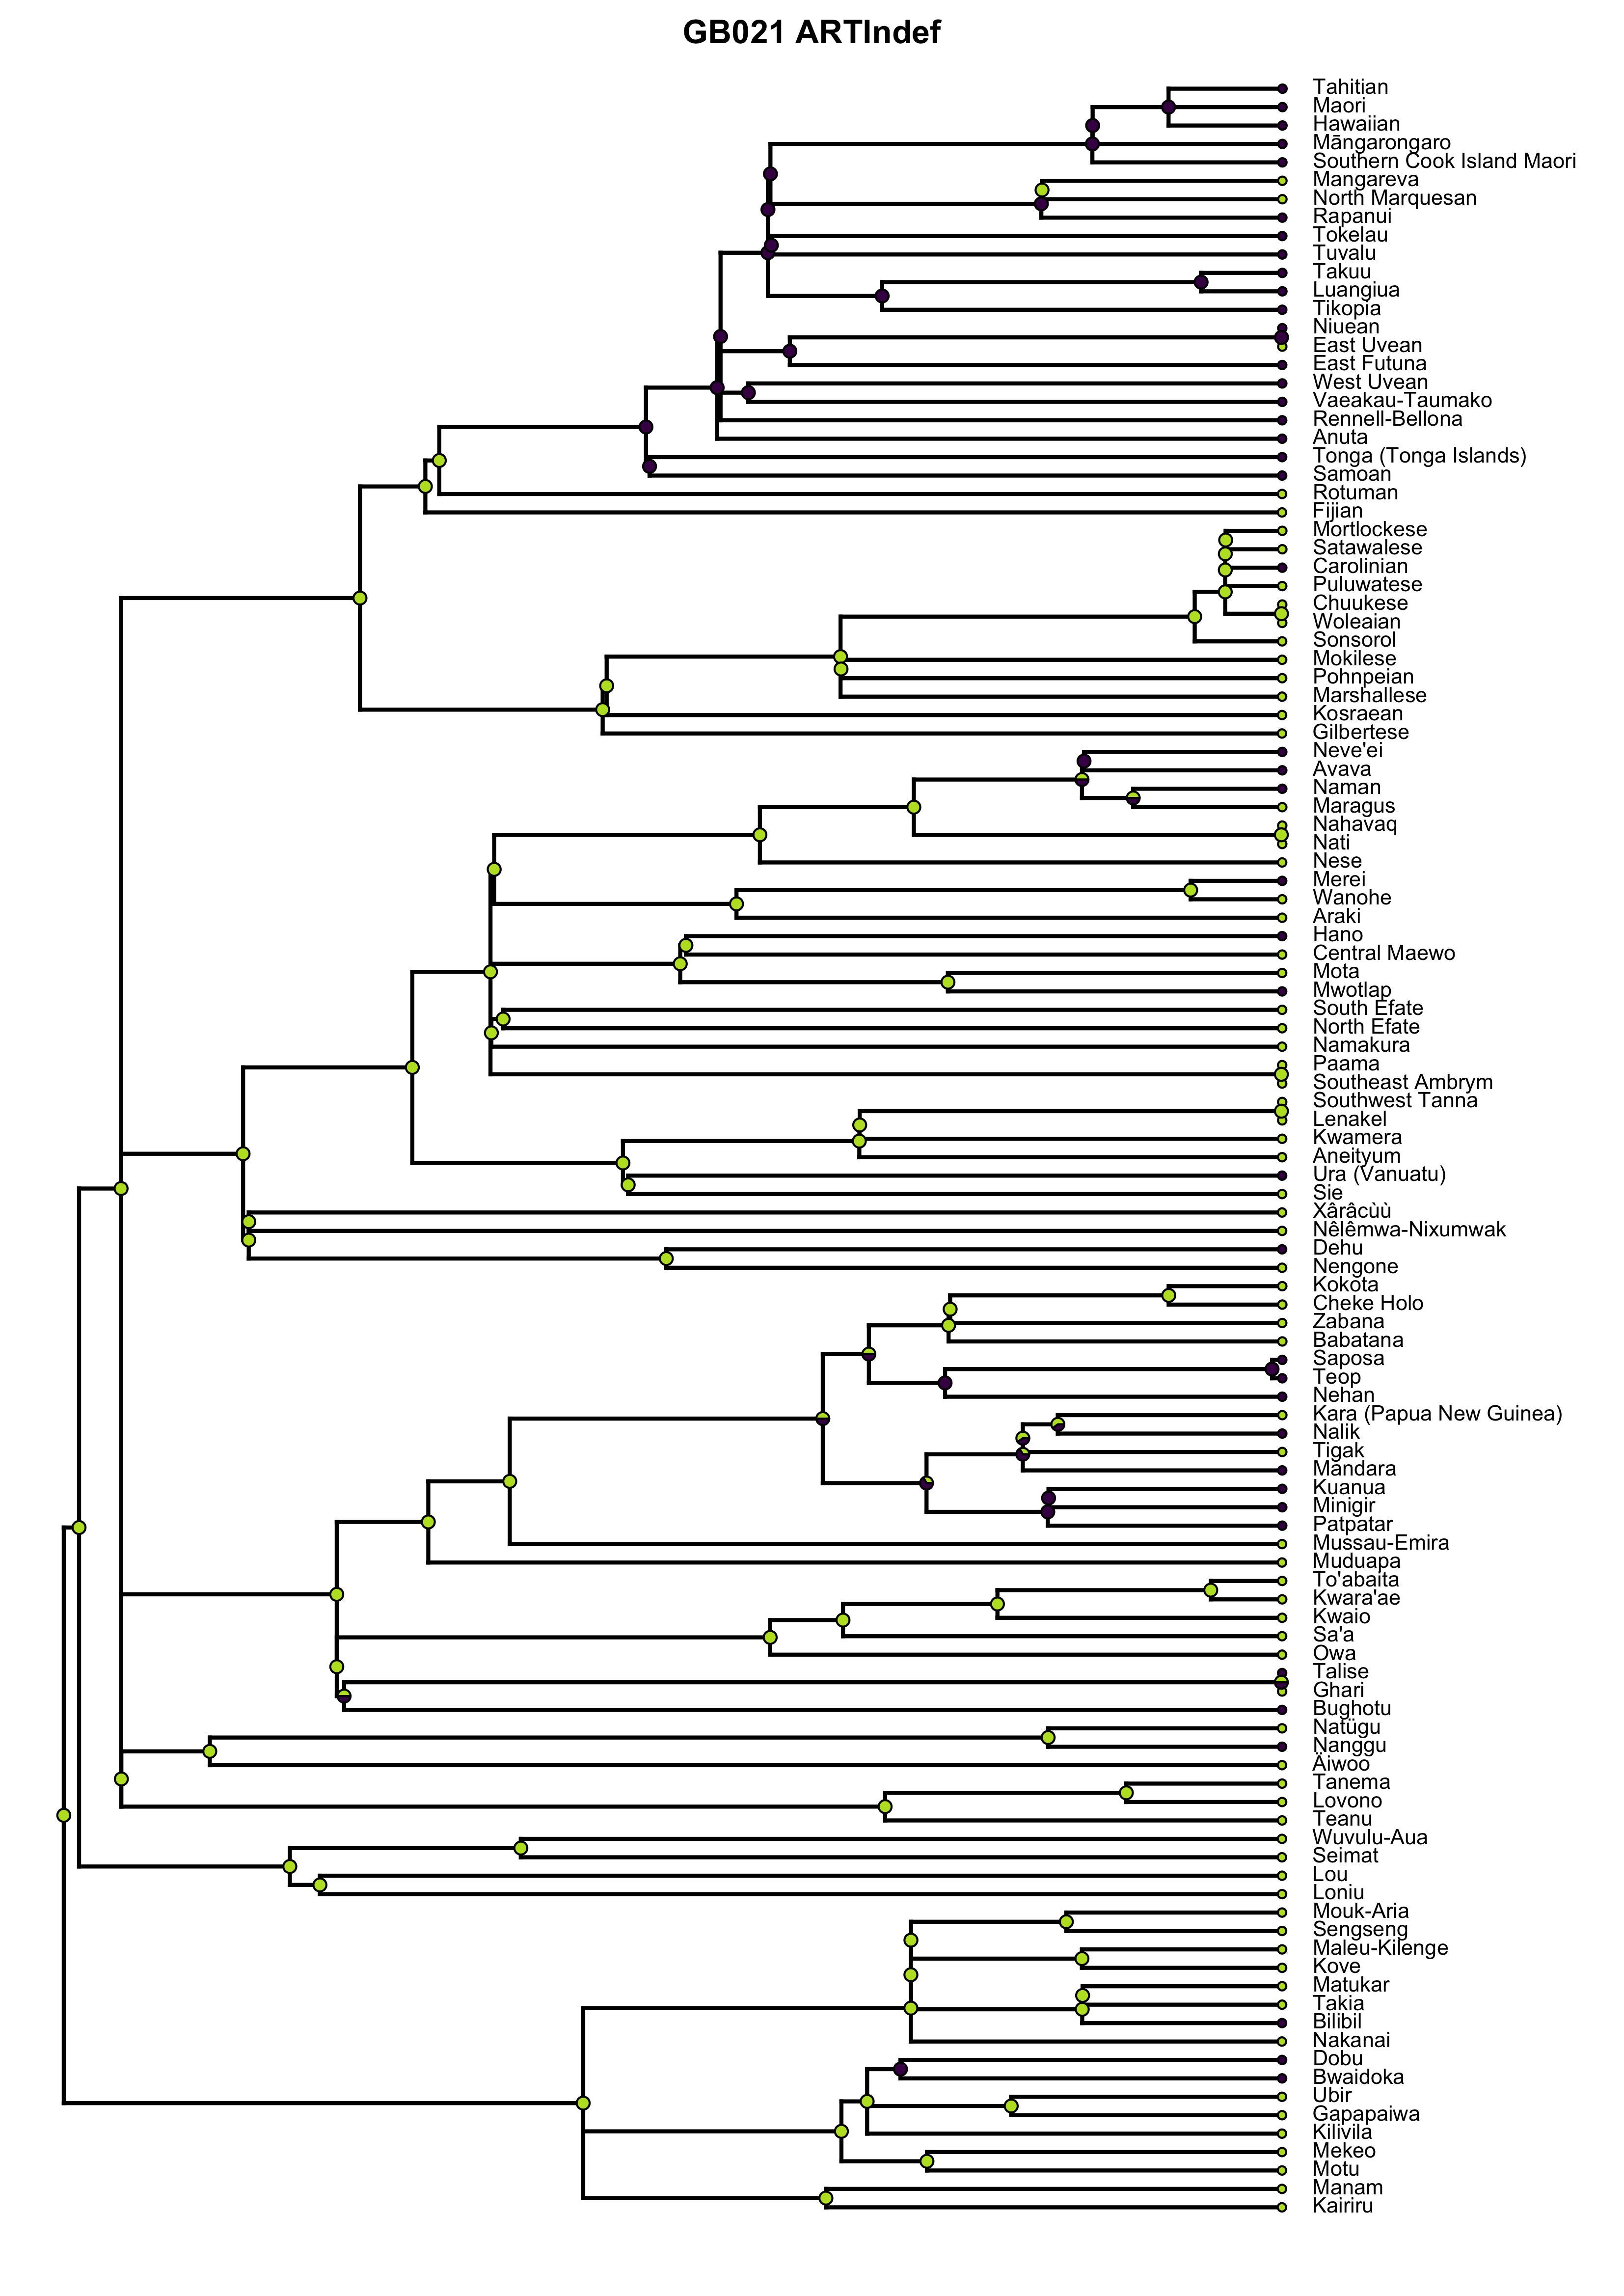 GB021 ARTIndef
Tahitian
Maori
Hawaiian
Māngarongaro
Southern Cook Island Maori
Mangareva
North Marquesan
Rapanui
Tokelau
Tuvalu
Takuu
Luangiua
Tikopia
Niuean
East Uvean
East Futuna
West Uvean
Vaeakau-Taumako
Rennell-Bellona
Anuta
Tonga (Tonga Islands)
Samoan
Rotuman
Fijian
Mortlockese
Satawalese
Carolinian
Puluwatese
Chuukese
Woleaian
Sonsorol
Mokilese
Pohnpeian
Marshallese
Kosraean
Gilbertese
Neve'ei
Avava
Naman
Maragus
Nahavaq
Nati
Nese
Merei
Wanohe
Araki
Hano
Central Maewo
Mota
Mwotlap
South Efate
North Efate
Namakura
Paama
Southeast Ambrym
Southwest Tanna
Lenakel
Kwamera
Aneityum
Ura (Vanuatu)
Sie
Xârâcùù
Nêlêmwa-Nixumwak
Dehu
Nengone
Kokota
Cheke Holo
Zabana
Babatana
Saposa
Teop
Nehan
Kara (Papua New Guinea)
Nalik
Tigak
Mandara
Kuanua
Minigir
Patpatar
Mussau-Emira
Muduapa
To'abaita
Kwara'ae
Kwaio
Sa'a
Owa
Talise
Ghari
Bughotu
Natügu
Nanggu
Äiwoo
Tanema
Lovono
Teanu
Wuvulu-Aua
Seimat
Lou
Loniu
Mouk-Aria
Sengseng
Maleu-Kilenge
Kove
Matukar
Takia
Bilibil
Nakanai
Dobu
Bwaidoka
Ubir
Gapapaiwa
Kilivila
Mekeo
Motu
Manam
Kairiru